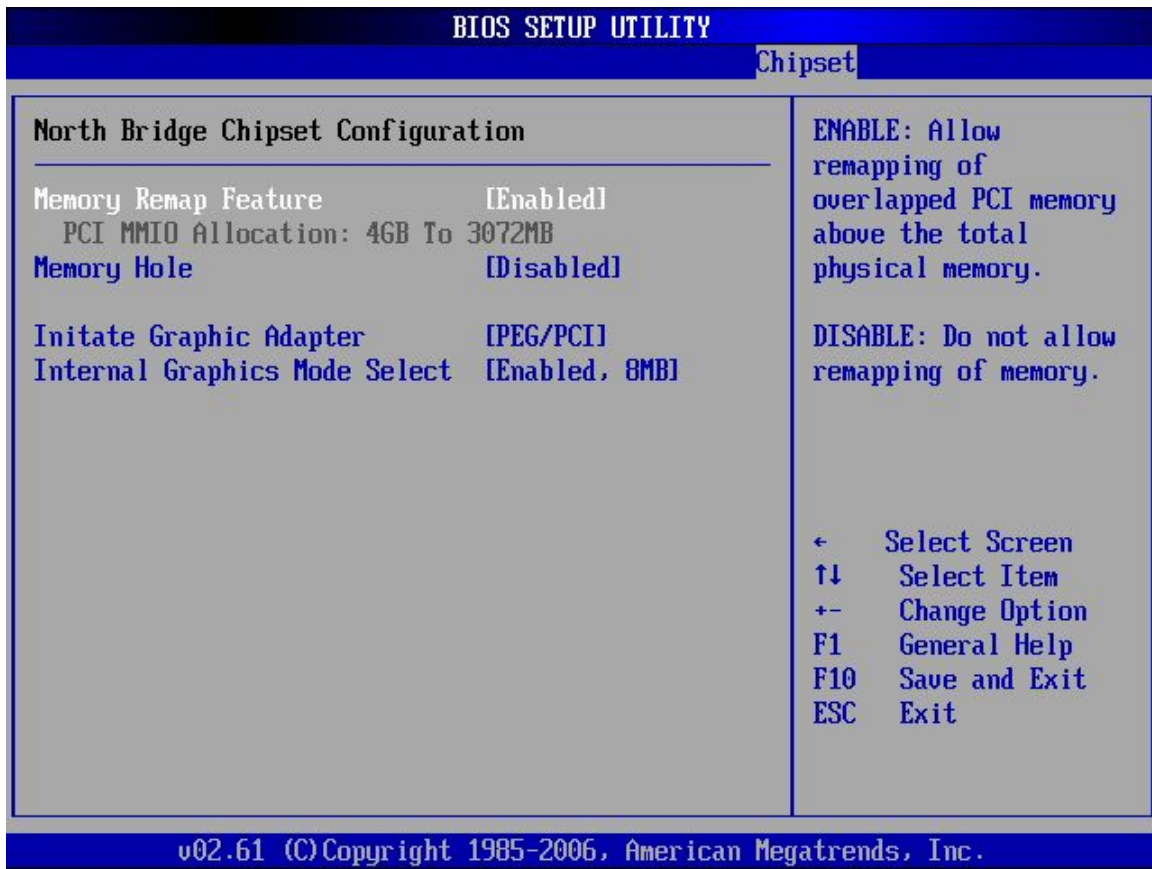 BIOS SETUP UTILITY
Chipset
North Bridge Chipset Configuration
Memory Remap Feature [Enabled]
PCI MMIO Allocation: 4GB To 3072MB
Memory Hole [Disabled]
Initate Graphic Adapter [PEG/PCI]
Internal Graphics Mode Select [Enabled, 8MB]
ENABLE: Allow
remapping of
overlapped PCI memory
above the total
physical memory.
DISABLE: Do not allow
remapping of memory.
← Select Screen
↑↓ Select Item
+- Change Option
F1 General Help
F10 Save and Exit
ESC Exit
v02.61 (C)Copyright 1985-2006, American Megatrends, Inc.